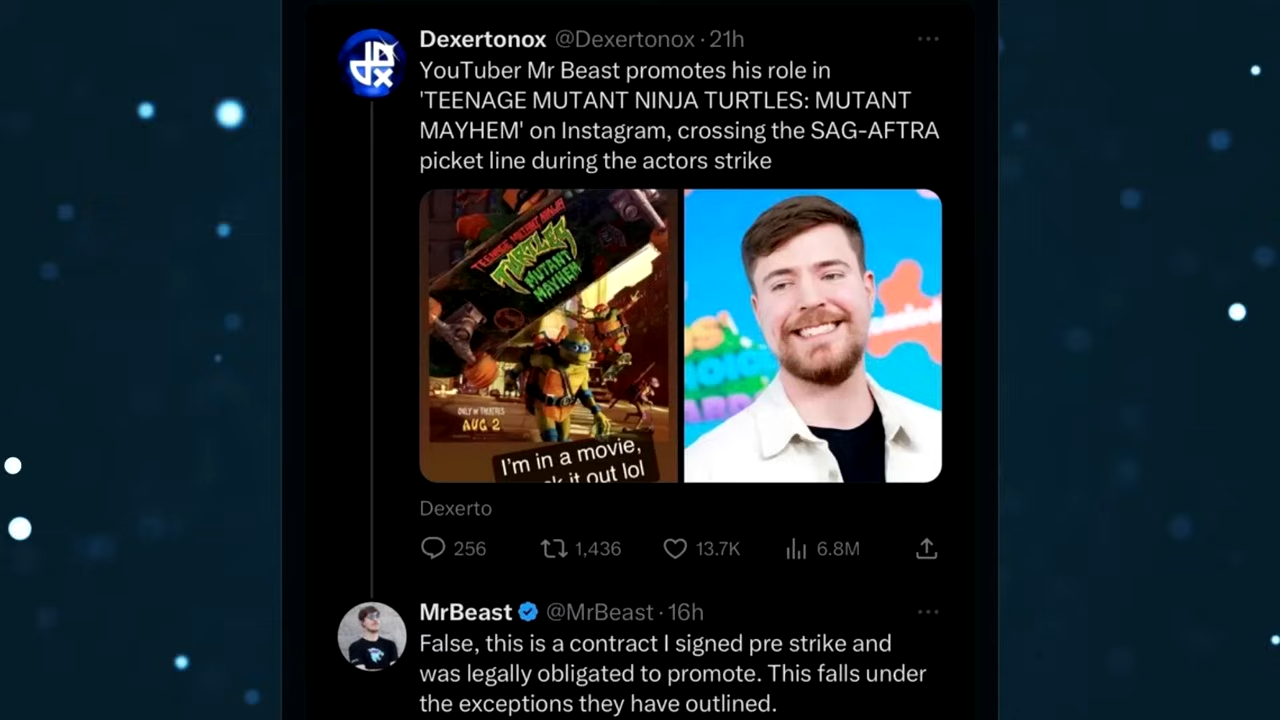 Dexertonox @Dexertonox · 21h
YouTuber Mr Beast promotes his role in
'TEENAGE MUTANT NINJA TURTLES: MUTANT
MAYHEM' on Instagram, crossing the SAG-AFTRA
picket line during the actors strike
TEENAGE MUTANT NINJA
TURTLES
MUTANT
MAYHEM
ONLY IN THEATRES
AUG 2
I'm in a movie,
it out lol
Dexerto
256 1,436 13.7K 6.8M
MrBeast @MrBeast · 16h
False, this is a contract I signed pre strike and
was legally obligated to promote. This falls under
the exceptions they have outlined.